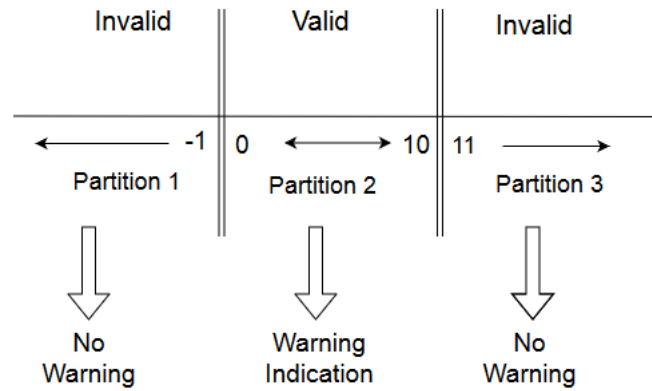 Invalid Valid Invalid
-1 0 10 11
Partition 1 Partition 2 Partition 3
No Warning No
Warning Indication Warning